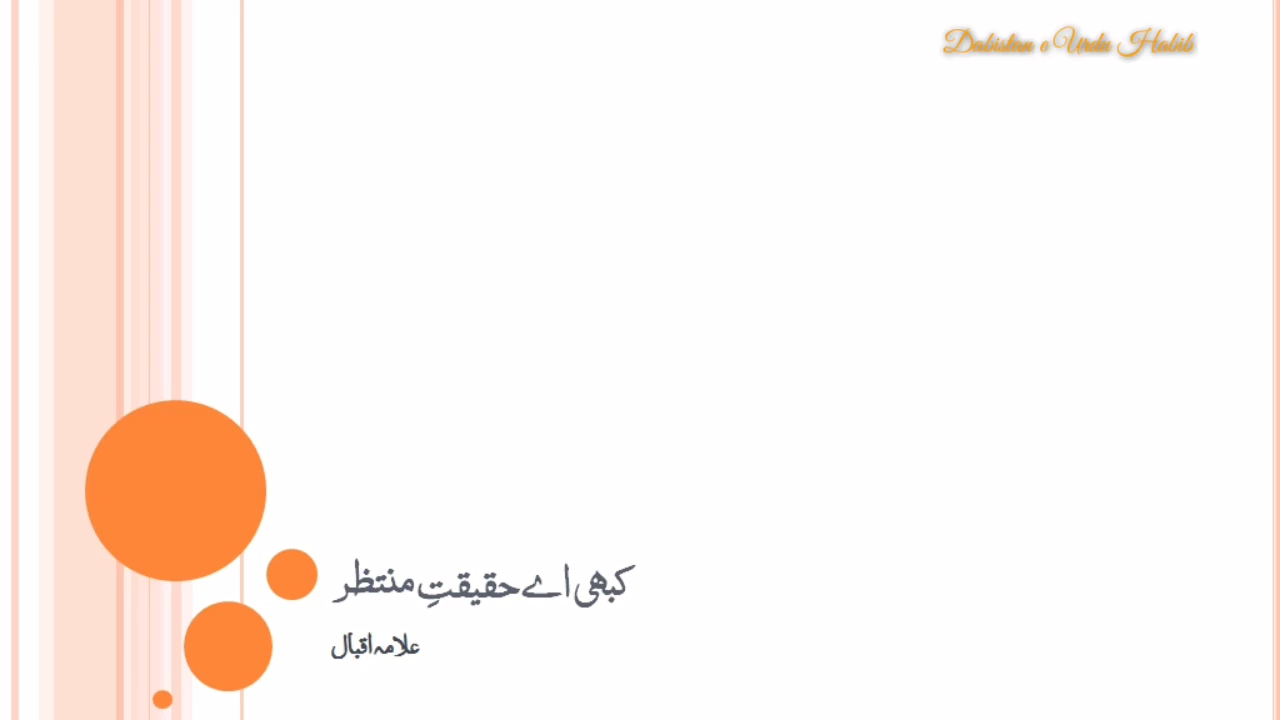 Dabistan o Urdu Habib
کبھی اے حقیقتِ منتظر
علامہ اقبال